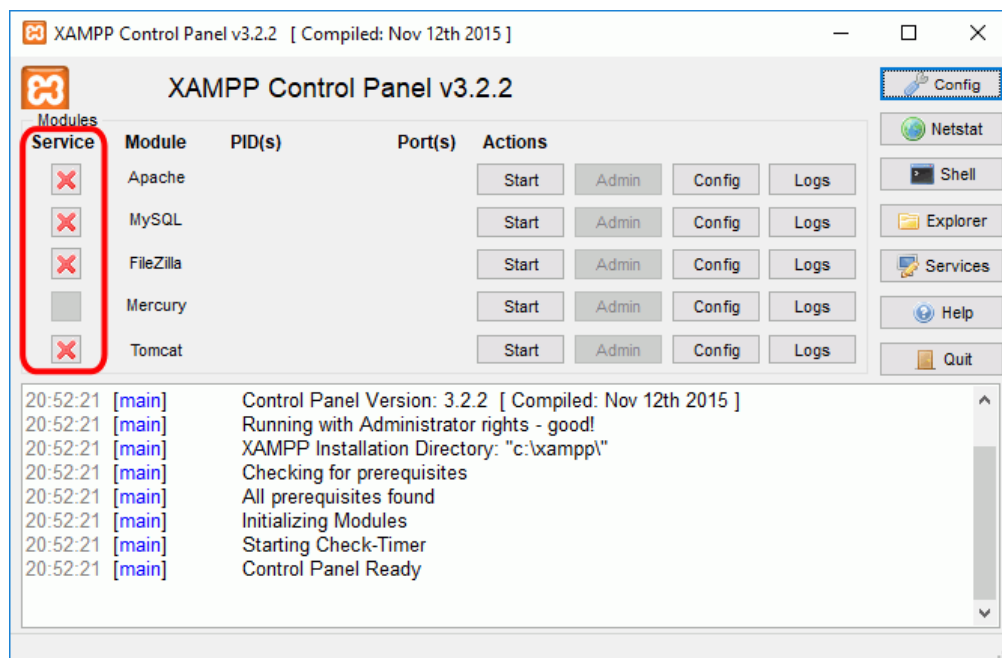 XAMPP Control Panel v3.2.2 [ Compiled: Nov 12th 2015 ]
XAMPP Control Panel v3.2.2
Config
Modules
Netstat
Service Module PID(s) Port(s) Actions
Apache Start Admin Config Logs
Shell
MySQL Start Admin Config Logs
Explorer
FileZilla Start Admin Config Logs
Services
Mercury Start Admin Config Logs
Help
Tomcat Start Admin Config Logs
Quit
20:52:21 [main] Control Panel Version: 3.2.2 [ Compiled: Nov 12th 2015 ]
20:52:21 [main] Running with Administrator rights - good!
20:52:21 [main] XAMPP Installation Directory: "c:\xampp\"
20:52:21 [main] Checking for prerequisites
20:52:21 [main] All prerequisites found
20:52:21 [main] Initializing Modules
20:52:21 [main] Starting Check-Timer
20:52:21 [main] Control Panel Ready